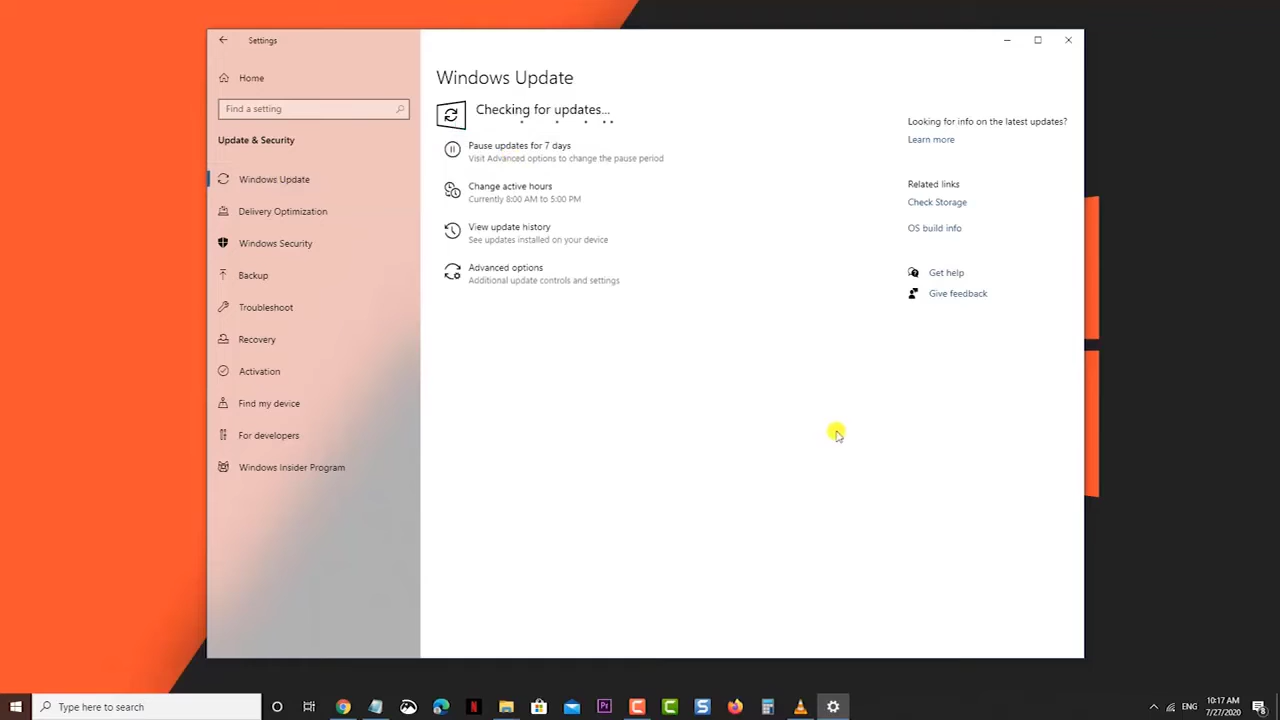 Settings
Home
Find a setting
Update & Security
Windows Update
Delivery Optimization
Windows Security
Backup
Troubleshoot
Recovery
Activation
Find my device
For developers
Windows Insider Program
Windows Update
Checking for updates...
Pause updates for 7 days
Visit Advanced options to change the pause period
Change active hours
Currently 8:00 AM to 5:00 PM
View update history
See updates installed on your device
Advanced options
Additional update controls and settings
Looking for info on the latest updates?
Learn more
Related links
Check Storage
OS build info
Get help
Give feedback
Type here to search
N
Pr
C
C
S
ENG
10:17 AM
7/27/2020